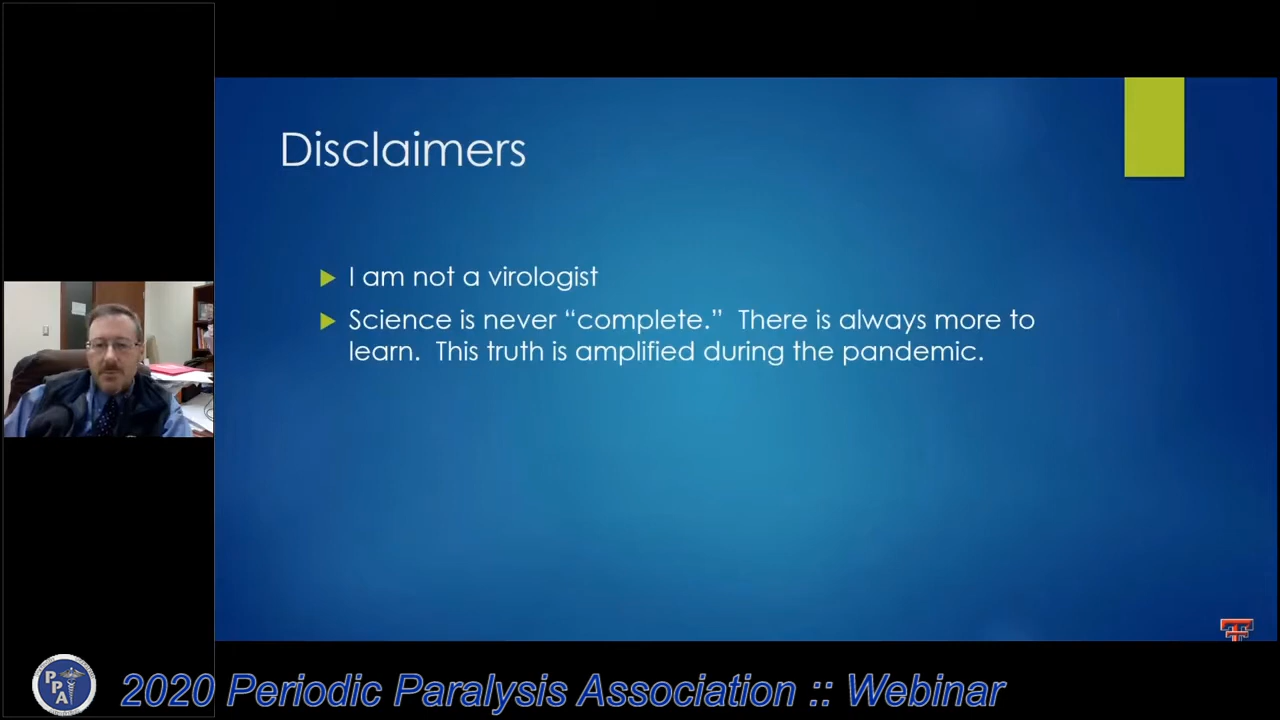 Disclaimers
I am not a virologist
Science is never “complete.” There is always more to
learn. This truth is amplified during the pandemic.
PPA
2020 Periodic Paralysis Association :: Webinar